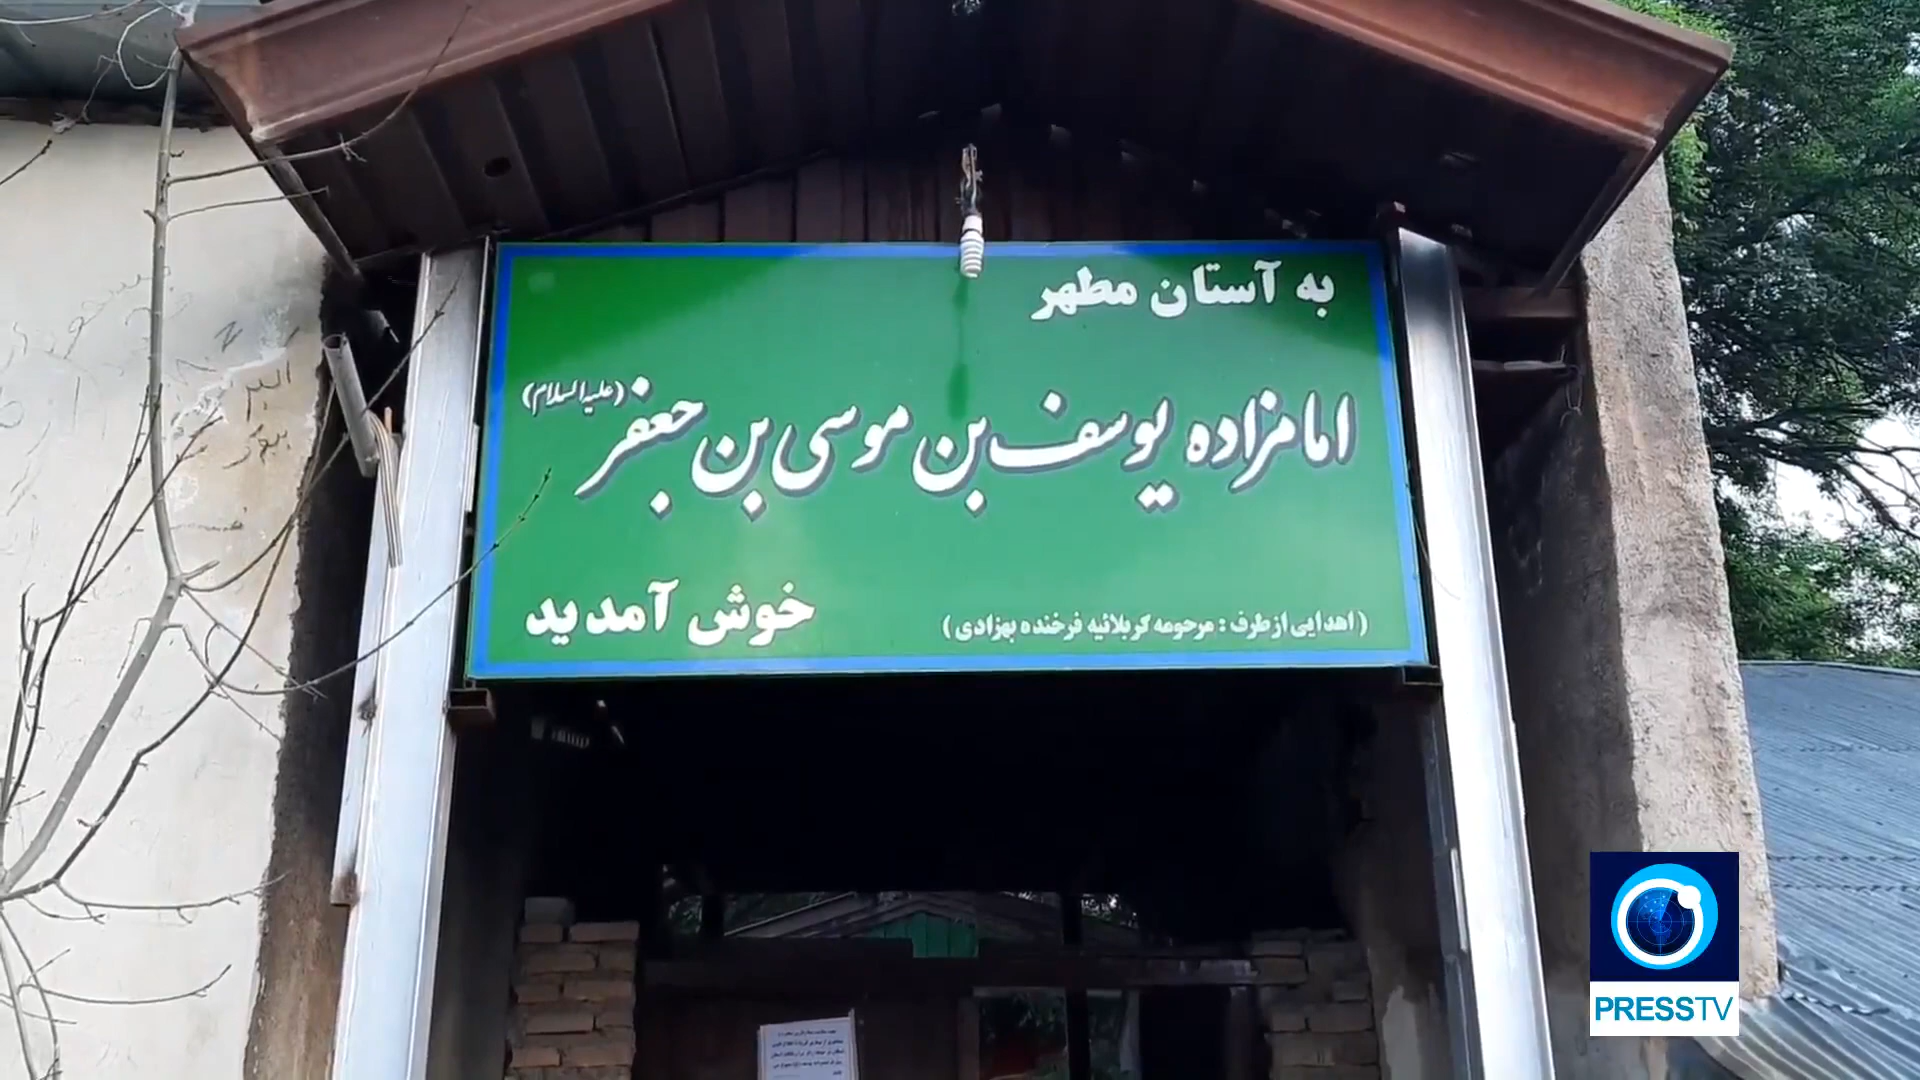 به آستان مطهر
امامزاده یوسف بن موسی بن جعفر (علیه‌السلام)
خوش آمدید
(اهدایی از طرف : مرحومه کربلائیه فرخنده بهزادی)
PRESSTV